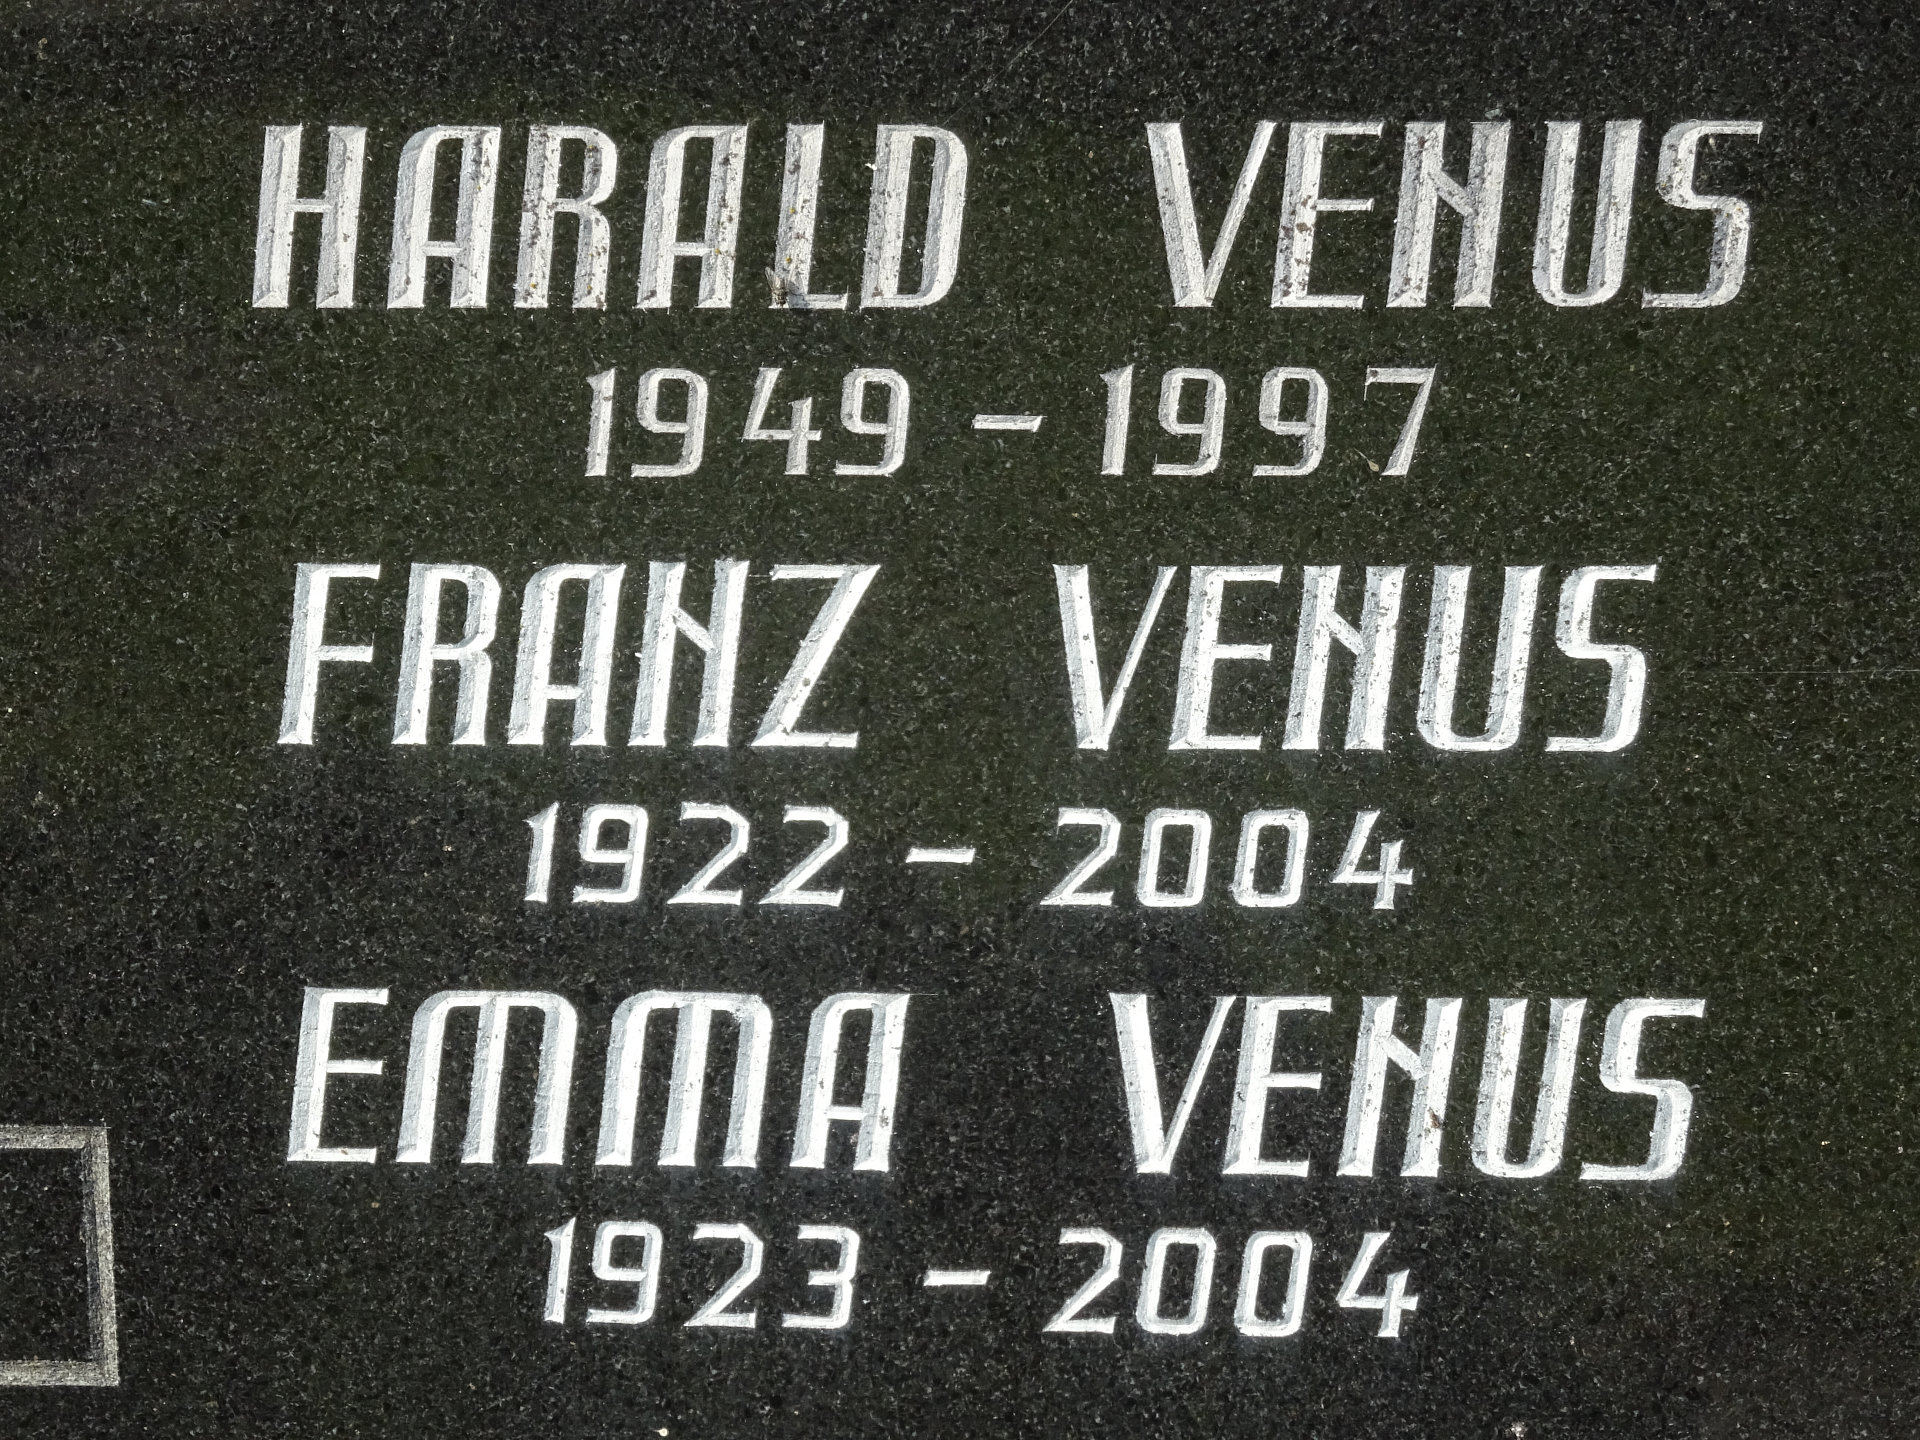 HARALD VENUS
1949 - 1997
FRANZ VENUS
1922 - 2004
EMMA VENUS
1923 - 2004